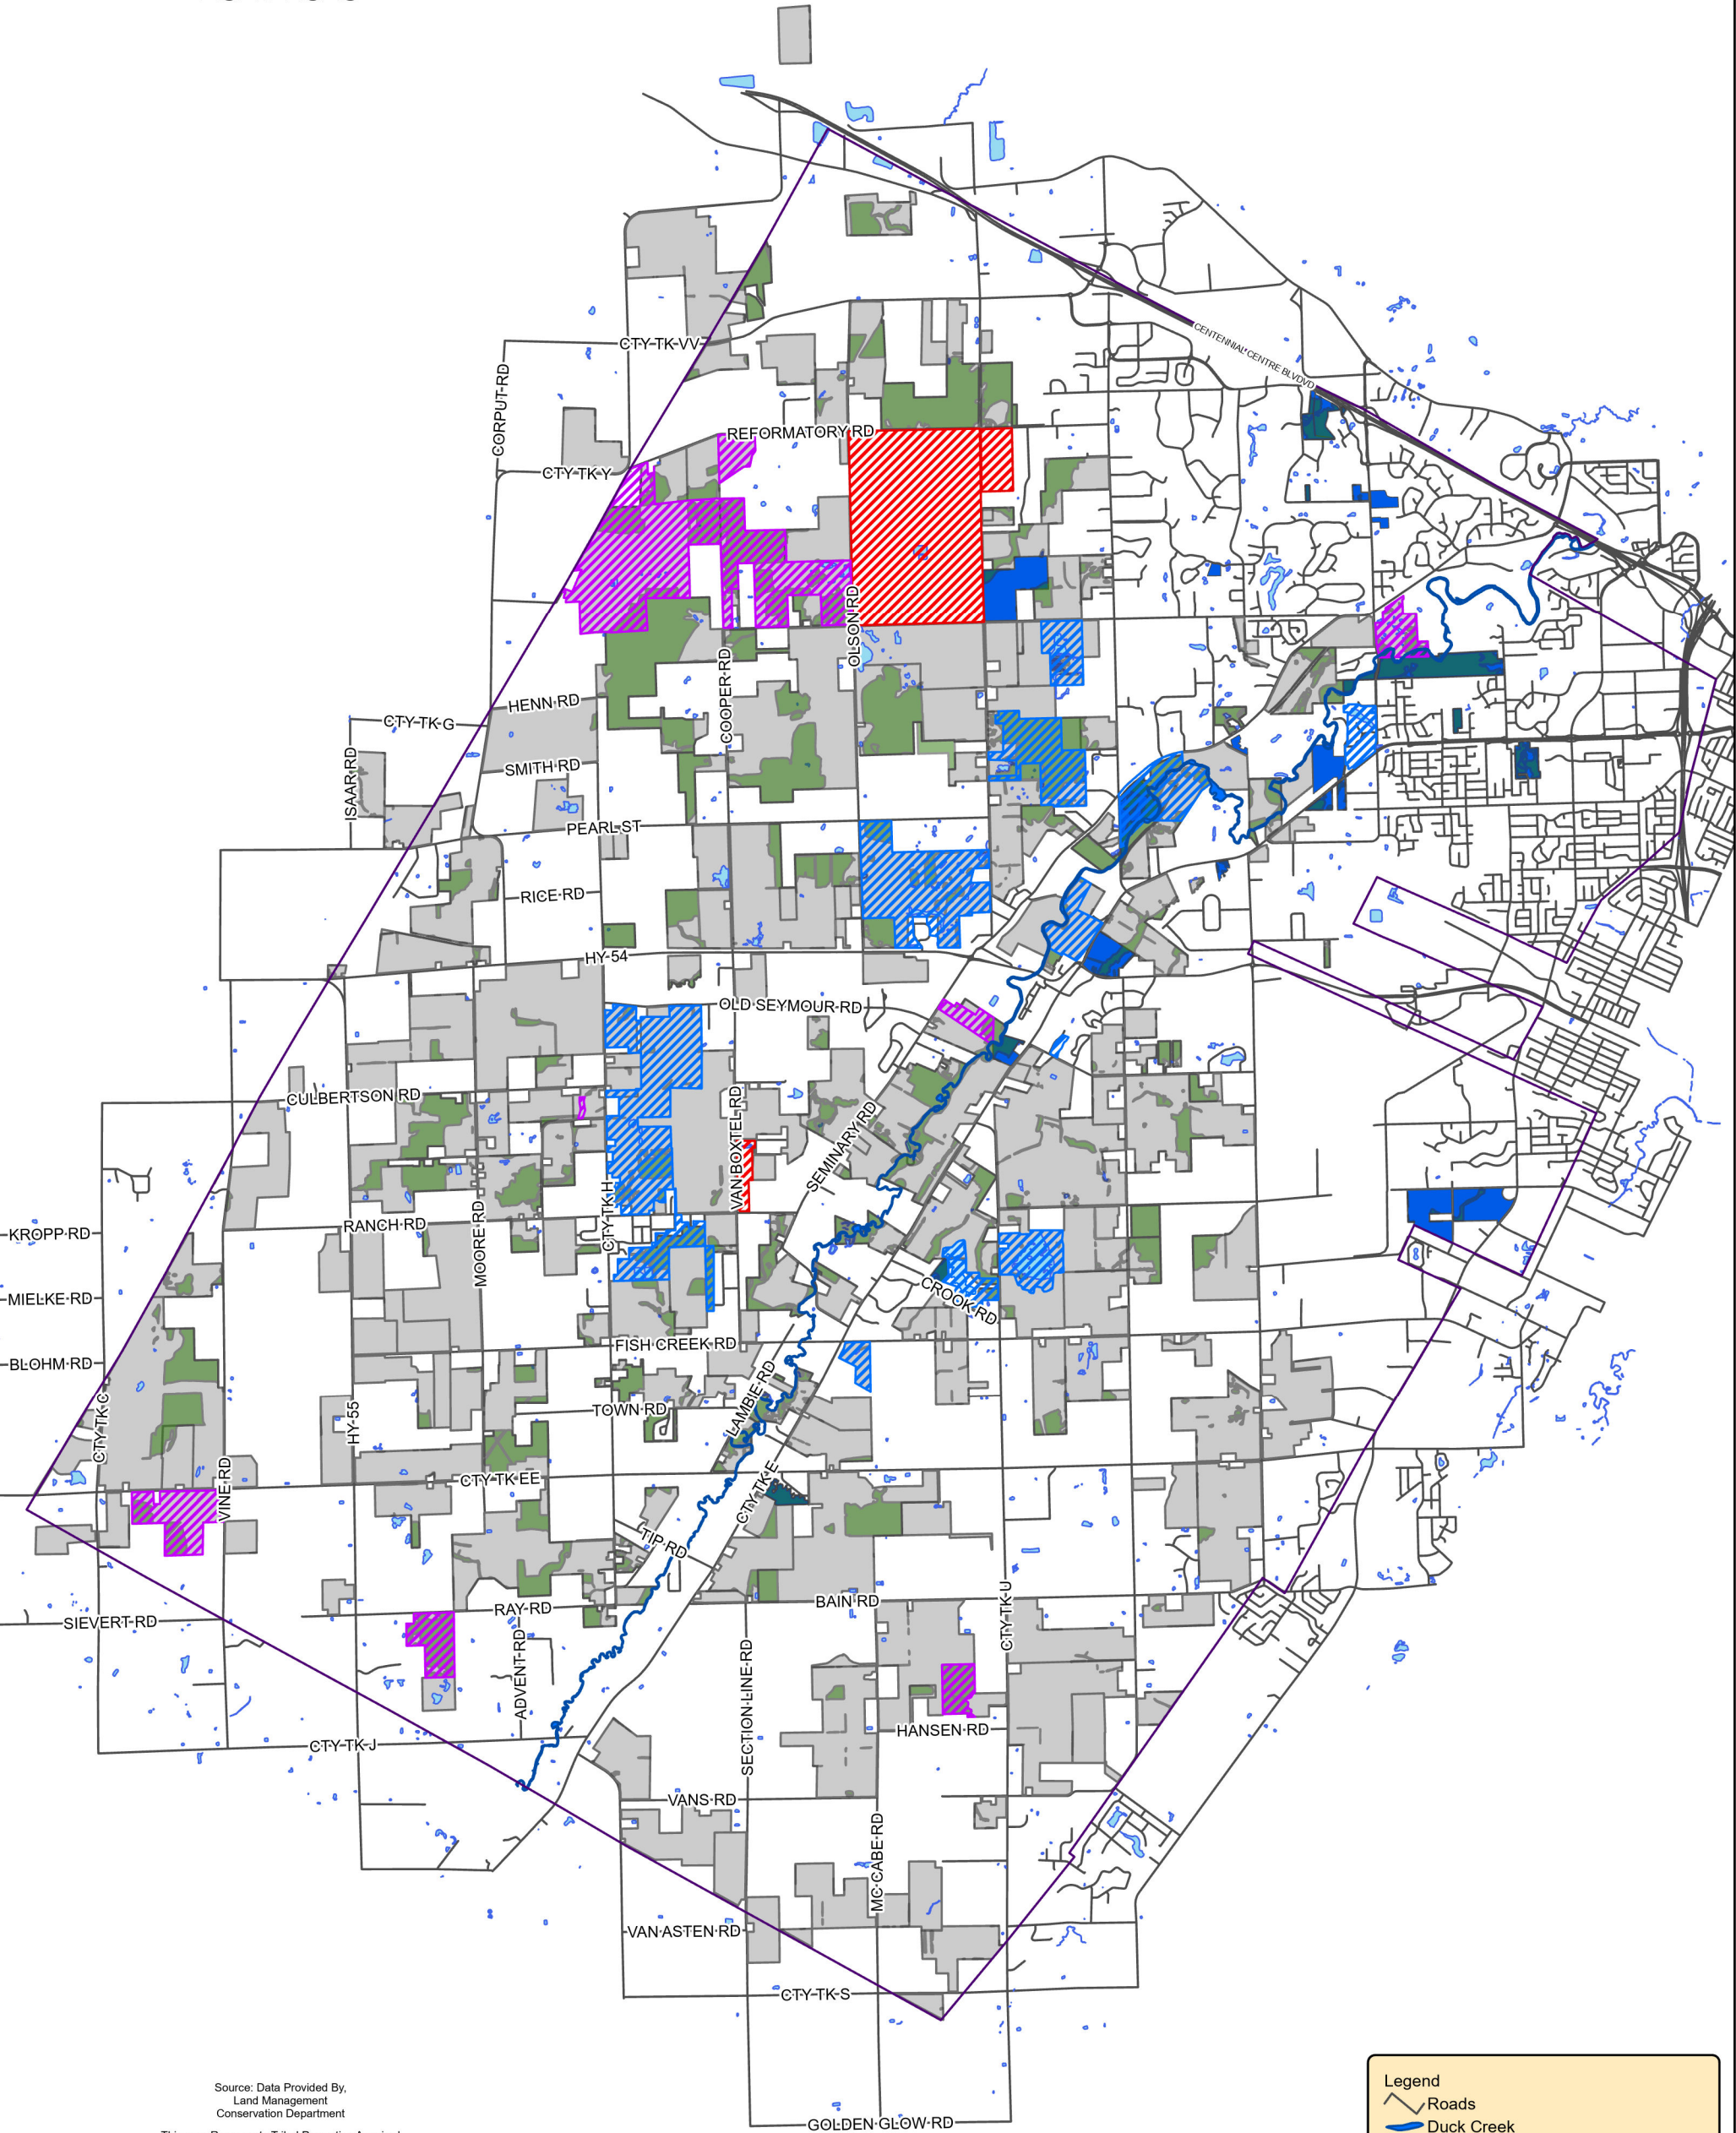 CENTENNIAL CENTRE BLVDVD
CTY TK VV
CORPUT RD
REFORMATORY RD
CTY TK Y
OLSON RD
COOPER RD
HENN RD
CTY TK G
SMITH RD
ISAAR RD
PEARL ST
RICE RD
HY 54
OLD SEYMOUR RD
CULBERTSON RD
VAN BOXTEL RD
SEMINARY RD
CTY TK H
MOORE RD
RANCH RD
KROPP RD
MIELKE RD
CROOK RD
FISH CREEK RD
BLOHM RD
LAMBIE RD
CTY TK C
HY 55
TOWN RD
VINE RD
CTY TK EE
CTY TK E
TIP RD
BAIN RD
CTY TK U
RAY RD
SIEVERT RD
ADVENT RD
SECTION LINE RD
HANSEN RD
CTY TK J
VANS RD
MC CABE RD
VAN ASTEN RD
CTY TK S
GOLDEN GLOW RD
Source: Data Provided By,
Land Management
Conservation Department
Legend
Roads
Duck Creek